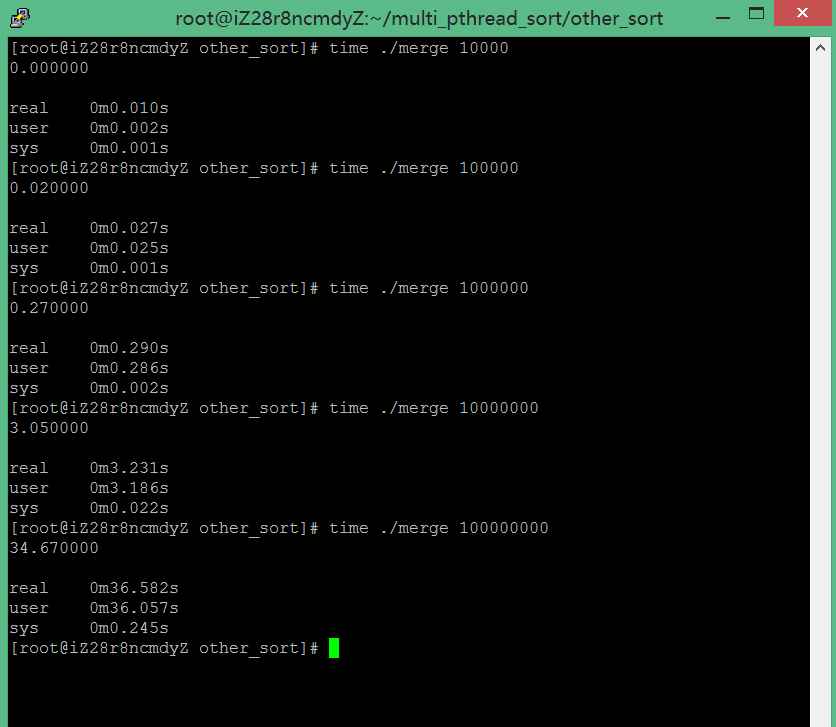 root@iZ28r8ncmdyZ:~/multi_pthread_sort/other_sort
[root@iZ28r8ncmdyZ other_sort]# time ./merge 10000
0.000000
real    0m0.010s
user    0m0.002s
sys     0m0.001s
[root@iZ28r8ncmdyZ other_sort]# time ./merge 100000
0.020000
real    0m0.027s
user    0m0.025s
sys     0m0.001s
[root@iZ28r8ncmdyZ other_sort]# time ./merge 1000000
0.270000
real    0m0.290s
user    0m0.286s
sys     0m0.002s
[root@iZ28r8ncmdyZ other_sort]# time ./merge 10000000
3.050000
real    0m3.231s
user    0m3.186s
sys     0m0.022s
[root@iZ28r8ncmdyZ other_sort]# time ./merge 100000000
34.670000
real    0m36.582s
user    0m36.057s
sys     0m0.245s
[root@iZ28r8ncmdyZ other_sort]#